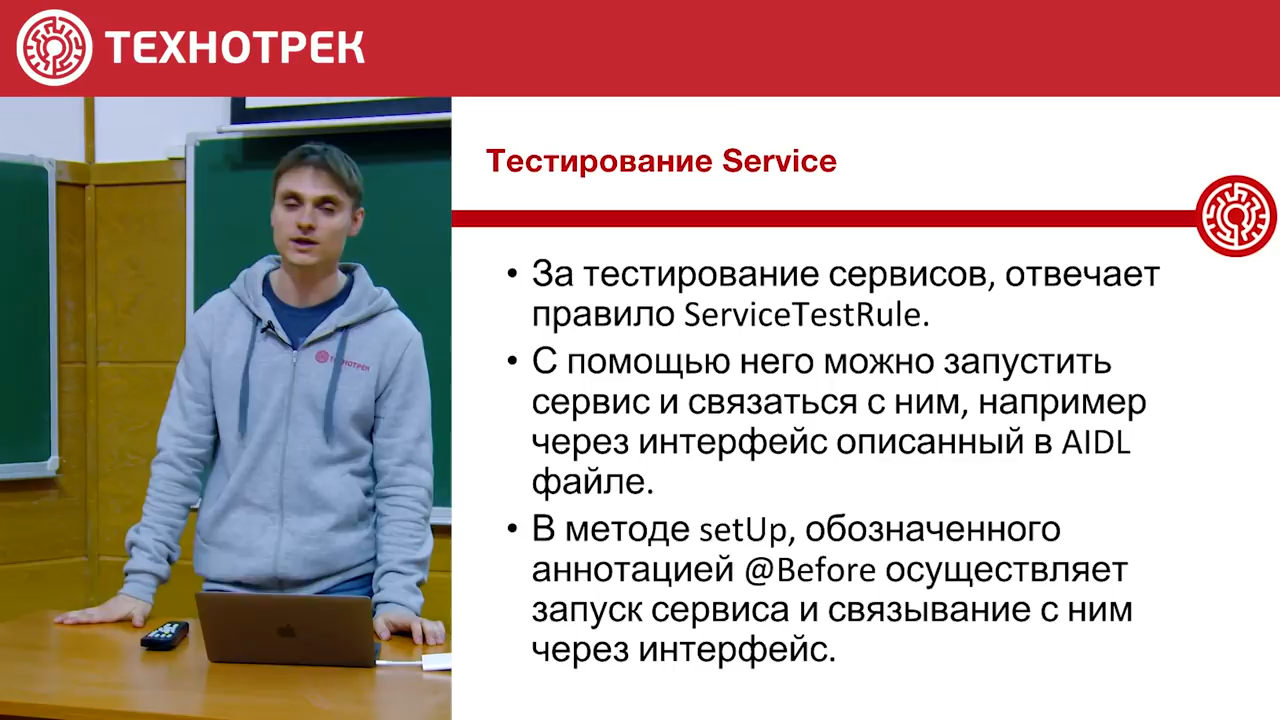 ТЕХНОТРЕК
ТЕХНОТРЕК
Тестирование Service
• За тестирование сервисов, отвечает
правило ServiceTestRule.
• С помощью него можно запустить
сервис и связаться с ним, например
через интерфейс описанный в AIDL
файле.
• В методе setUp, обозначенного
аннотацией @Before осуществляет
запуск сервиса и связывание с ним
через интерфейс.